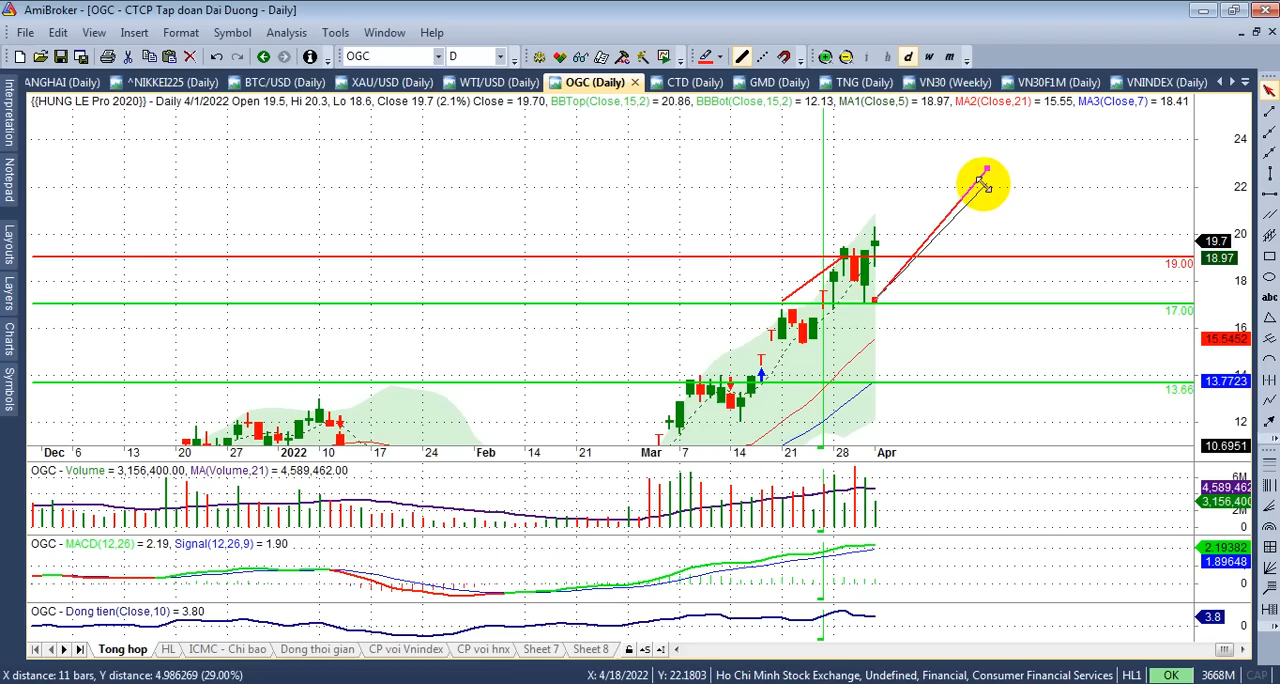 AmiBroker - [OGC - CTCP Tap doan Dai Duong - Daily]
File Edit View Insert Format Symbol Analysis Tools Window Help
OGC D h d w m
ANGHAI (Daily) ^NIKKEI225 (Daily) BTC/USD (Daily) XAU/USD (Daily) WTI/USD (Daily) OGC (Daily) CTD (Daily) GMD (Daily) TNG (Daily) VN30 (Weekly) VN30F1M (Daily) VNINDEX (Daily)
{{HUNG LE Pro 2020}} - Daily 4/1/2022 Open 19.5, Hi 20.3, Lo 18.6, Close 19.7 (2.1%) Close = 19.70, BBTop(Close,15,2) = 20.86, BBBot(Close,15,2) = 12.13, MA1(Close,5) = 18.97, MA2(Close,21) = 15.55, MA3(Close,7) = 18.41
Interpretation
Notepad
Layouts
Layers
Charts
Symbols
24
22
20
19.7
18.97
19.00
18
17.00
16
15.5452
14
13.7723
13.66
12
10.6951
T
T
T
T
T
abc
Dec 6 13 20 27 2022 10 17 24 Feb 14 21 Mar 7 14 21 28 Apr
OGC - Volume = 3,156,400.00, MA(Volume,21) = 4,589,462.00
6M
4,589,462
3,156,400
2M
0
OGC - MACD(12,26) = 2.19, Signal(12,26,9) = 1.90
2.19382
1.89648
0
OGC - Dong tien(Close,10) = 3.80
3.8
0
Tong hop HL ICMC - Chi bao Dong thoi gian CP voi Vnindex CP voi hnx Sheet 7 Sheet 8
X distance: 11 bars, Y distance: 4.986269 (29.00%) X: 4/18/2022, Y: 22.1803 Ho Chi Minh Stock Exchange, Undefined, Financial, Consumer Financial Services HL1 OK 3668M CAP